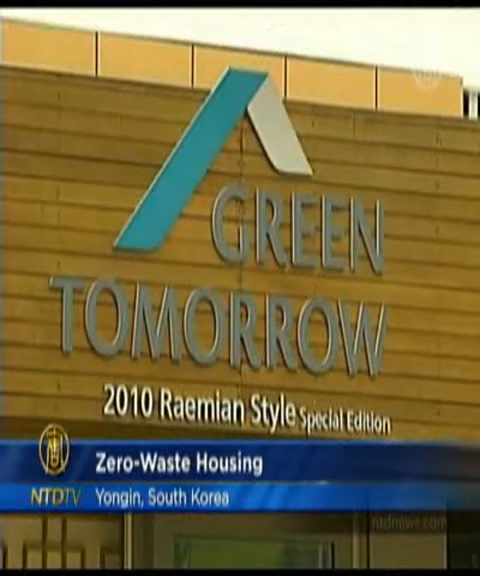 GREEN
TOMORROW
2010 Raemian Style Special Edition
Zero-Waste Housing
NTDTV Yongin, South Korea
ntdnews.com